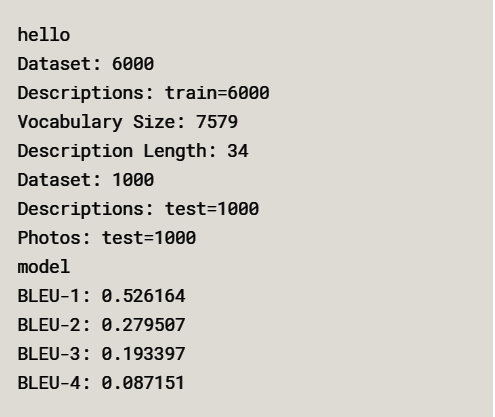 hello
Dataset: 6000
Descriptions: train=6000
Vocabulary Size: 7579
Description Length: 34
Dataset: 1000
Descriptions: test=1000
Photos: test=1000
model
BLEU-1: 0.526164
BLEU-2: 0.279507
BLEU-3: 0.193397
BLEU-4: 0.087151